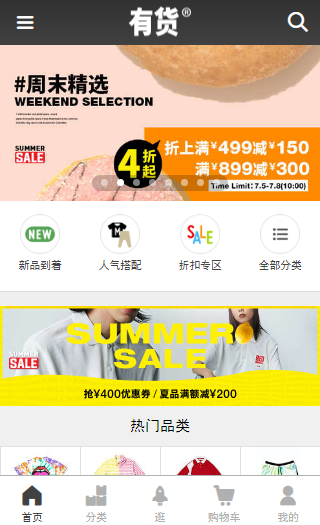 有货®
#周末精选
WEEKEND SELECTION
SUMMER
SALE
4折起
折上满¥499减¥150
满¥899减¥300
Time Limit: 7.5-7.8(10:00)
NEW
M
SALE
新品到着
人气搭配
折扣专区
全部分类
SUMMER
SALE
SUMMER
SALE
抢¥400优惠券 / 夏品满额减¥200
热门品类
首页
分类
逛
购物车
我的